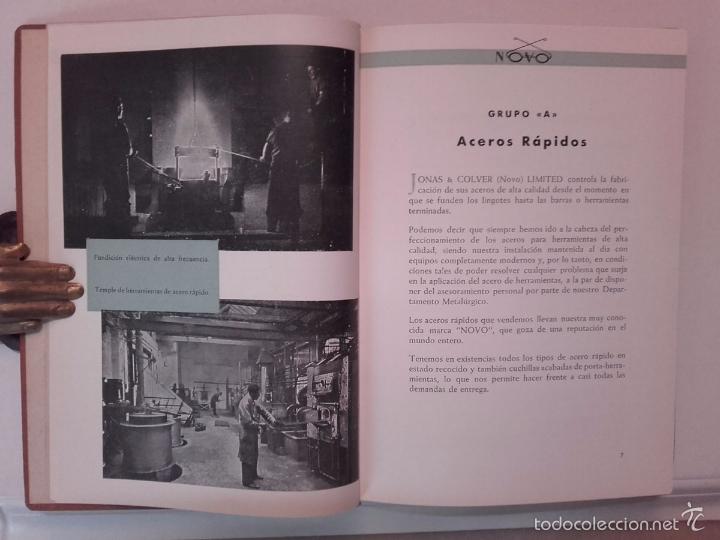 Fundición eléctrica de alta frecuencia.
Temple de herramientas de acero rápido.
NOVO
GRUPO «A»
Aceros Rápidos
JONAS & COLVER (Novo) LIMITED controla la fabri-
cación de sus aceros de alta calidad desde el momento en
que se funden los lingotes hasta las barras o herramientas
terminadas.
Podemos decir que siempre hemos ido a la cabeza del per-
feccionamiento de los aceros para herramientas de alta
calidad, siendo nuestra instalación mantenida al día con
equipos completamente modernos y, por lo tanto, en con-
diciones tales de poder resolver cualquier problema que surja
en la aplicación del acero de herramientas, a la par de dispo-
ner del asesoramiento personal por parte de nuestro Depar-
tamento Metalúrgico.
Los aceros rápidos que vendemos llevan nuestra muy cono-
cida marca "NOVO", que goza de una reputación en el
mundo entero.
Tenemos en existencias todos los tipos de acero rápido en
estado recocido y también cuchillas acabadas de porta-herra-
mientas, lo que nos permite hacer frente a casi todas las
demandas de entrega.
7
TC
todocoleccion.net